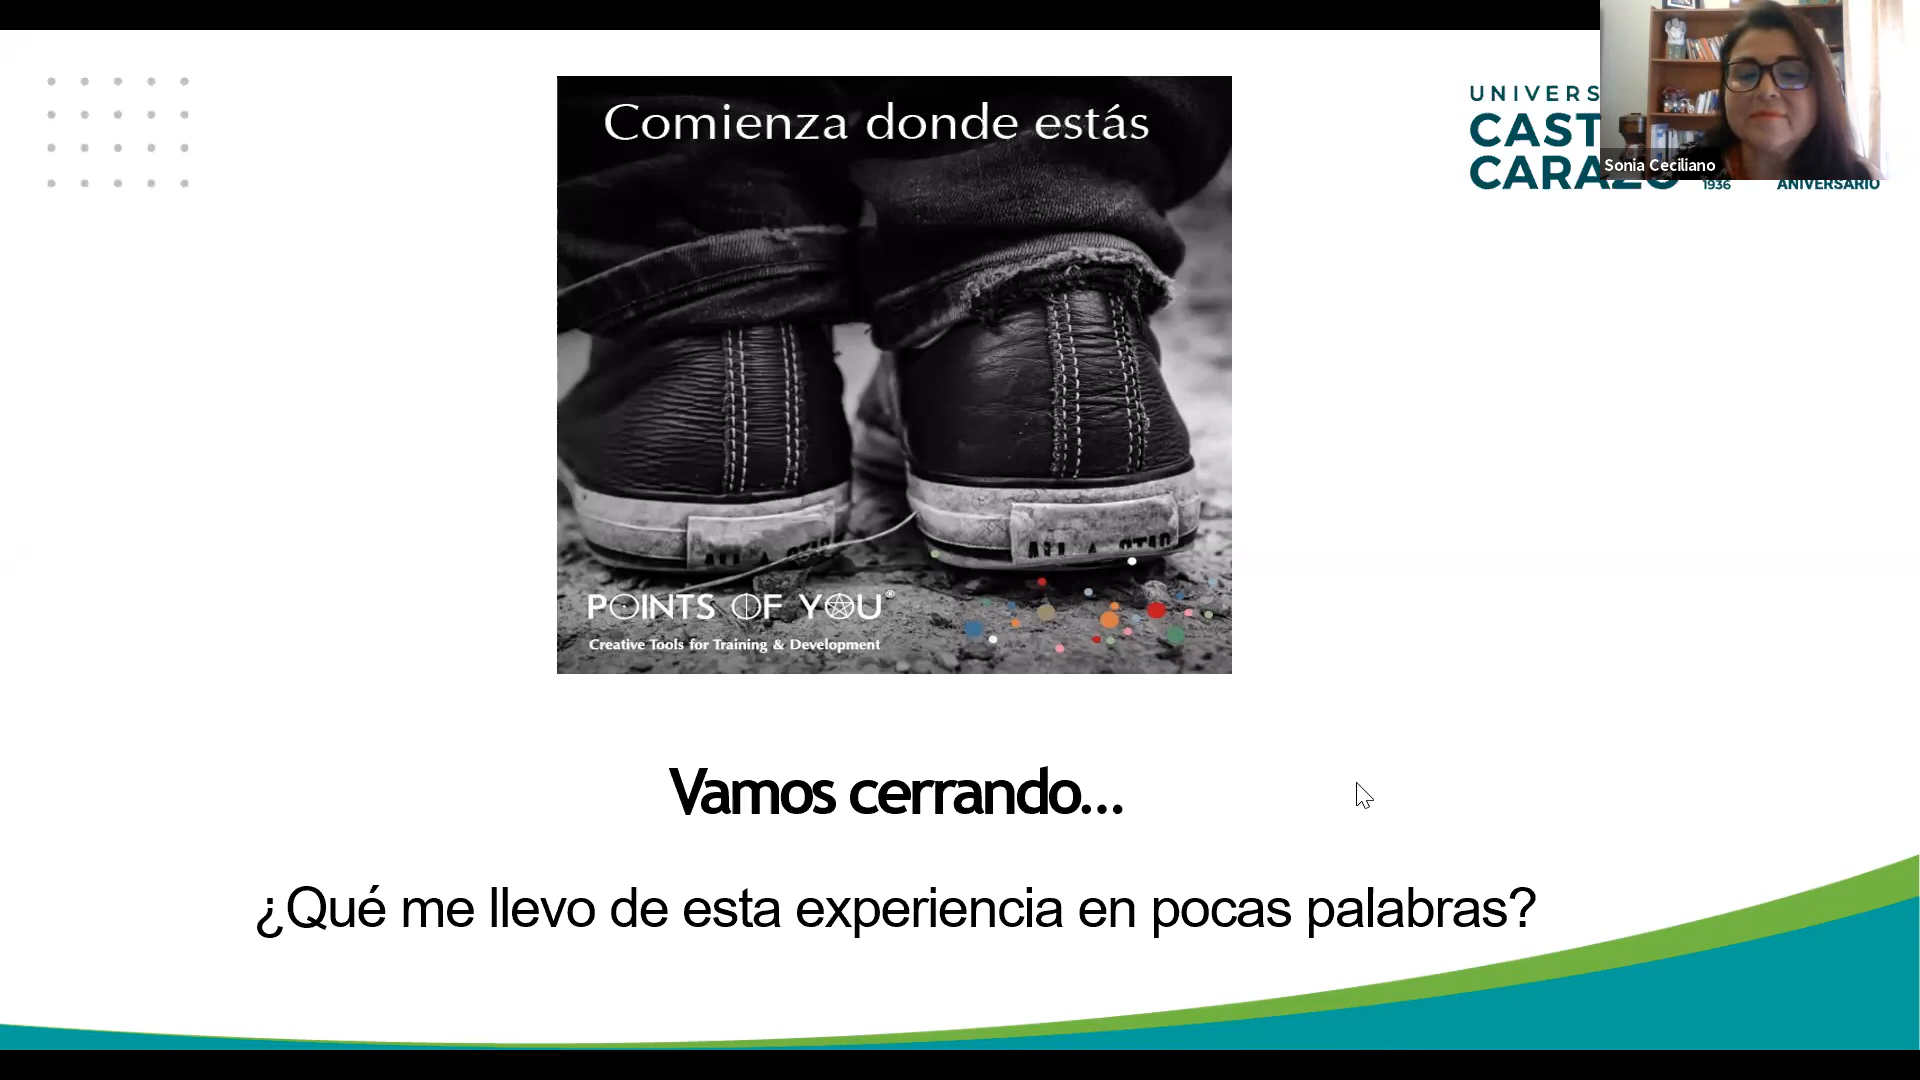 Comienza donde estás
UNIVERS
CAST
CARAZO
1936
ANIVERSARIO
Sonia Ceciliano
POINTS OF YOU®
Creative Tools for Training & Development
Vamos cerrando...
¿Qué me llevo de esta experiencia en pocas palabras?